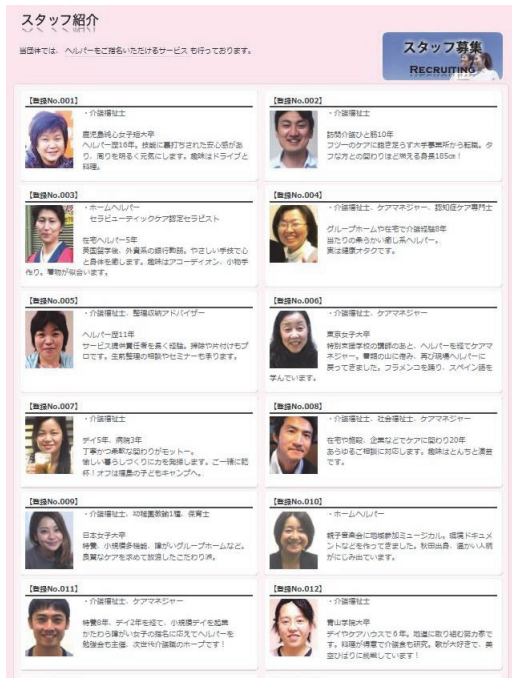 スタッフ紹介
当団体では、 ヘルパーをご指名いただけるサービス も行っております。
スタッフ募集
RECRUITING
【登録No.001】
・介護福祉士
鹿児島純心女子短大卒
ヘルパー歴16年。技能に裏打ちされた安心感があ
り、周りを明るく元気にします。趣味はドライブと
料理。
【登録No.002】
・介護福祉士
訪問介護ひと筋10年
フツーのケアに飽き足らず大手事業所から転職。タ
フな方との関わりほど燃える身長185㎝！
【登録No.003】
・ホームヘルパー
セラピューティックケア認定セラピスト
在宅ヘルパー5年
英国留学後、外資系の銀行勤務。やさしい手技で心
と身体を癒します。趣味はアコーディオン、小物手
作り。着物が似合います。
【登録No.004】
・介護福祉士、ケアマネジャー、認知症ケア専門士
グループホームや在宅で介護経験8年
当たりの柔らかい癒し系ヘルパー。
実は健康オタクです。
【登録No.005】
・介護福祉士、整理収納アドバイザー
ヘルパー歴11年
サービス提供責任者を長く経験。掃除や片付けもプ
ロです。生前整理の相談やセミナーも承ります。
【登録No.006】
・介護福祉士、ケアマネジャー
東京女子大卒
特別支援学校の講師のあと、ヘルパーを経てケアマ
ネジャー。書類の山に倦み、再び現場ヘルパーに
戻ってきました。フラメンコを踊り、スペイン語を
学んでいます。
【登録No.007】
・介護福祉士
デイ5年、病院3年
丁寧かつ柔軟な関わりがモットー。
愉しい暮らしづくりに力を発揮します。ご一緒に乾
杯！オフは福島の子どもキャンプへ。
【登録No.008】
・介護福祉士、社会福祉士、ケアマネジャー
在宅や施設、企業などでケアに関わり20年
あらゆるご相談に対応します。趣味はとんちと演芸
です。
【登録No.009】
・介護福祉士、幼稚園教諭1種、保育士
日本女子大卒
特養、小規模多機能、障がいグループホームなど。
良質なケアを求めて放浪したこだわり派。
【登録No.010】
・ホームヘルパー
親子音楽会に地域参加ミュージカル。環境ドキュメ
ントなどを作ってきました。秋田出身、温かい人柄
がにじみ出ています。
【登録No.011】
・介護福祉士、ケアマネジャー
特養8年、デイ2年を経て、小規模デイを起業
かたわら障がい女子の指名に応えてヘルパーを
勉強会も主催、次世代介護職のホープです！
【登録No.012】
・介護福祉士
青山学院大卒
デイやケアハウスで６年。地道に取り組む努力家で
す。料理が得意で介護食も研究。歌が大好きで、美
空ひばりに挑戦しています！